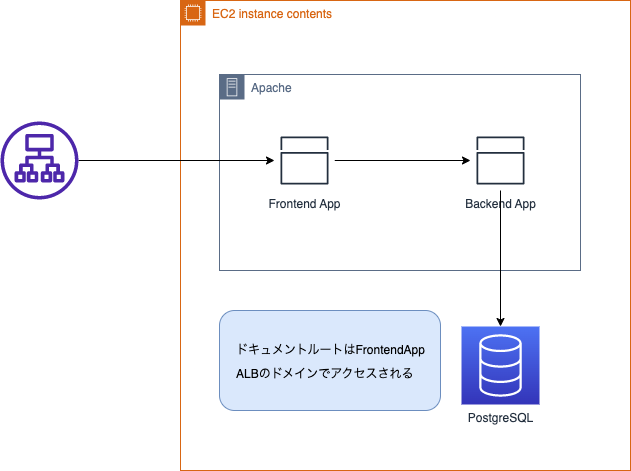 EC2 instance contents
Apache
Frontend App
Backend App
ドキュメントルートはFrontendApp
ALBのドメインでアクセスされる
PostgreSQL